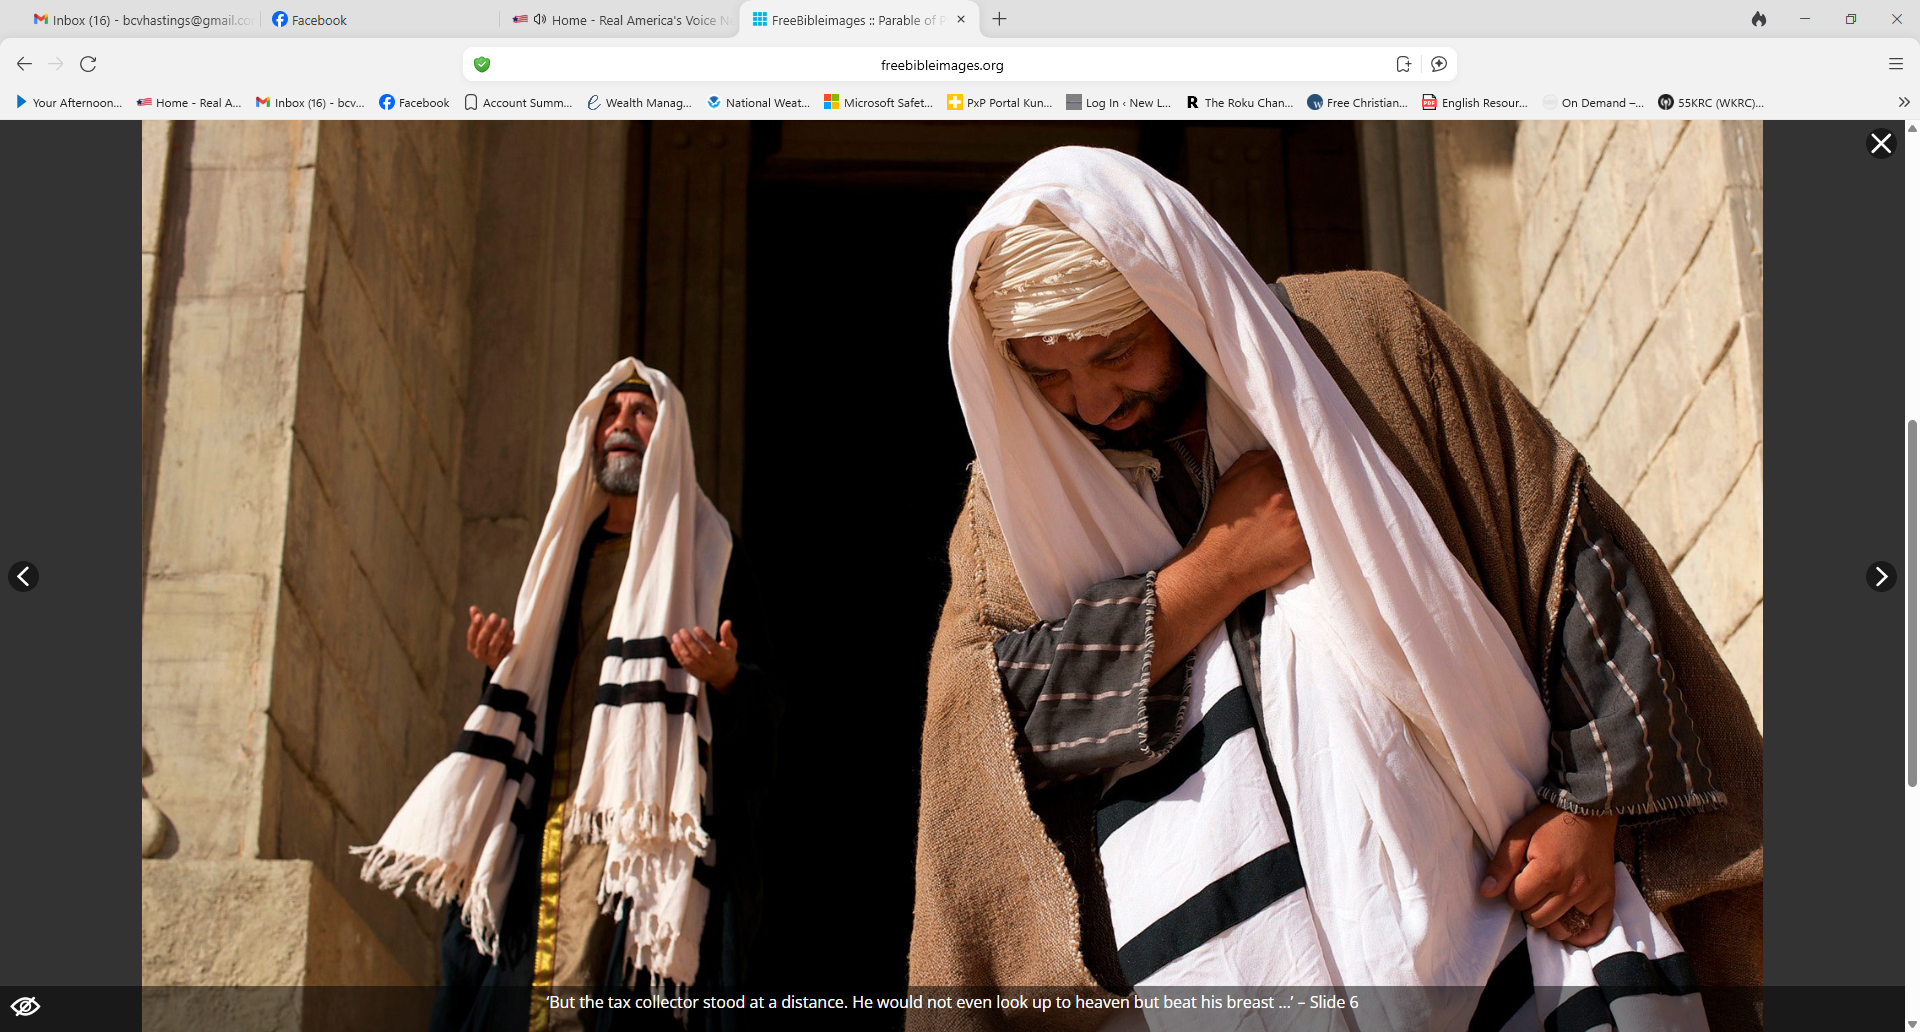 Inbox (16) - bcvhastings@gmail.co
Facebook
Home - Real America's Voice N
FreeBibleimages :: Parable of P
freebibleimages.org
Your Afternoon...
Home - Real A...
Inbox (16) - bcv...
Facebook
Account Summ...
Wealth Manag...
National Weat...
Microsoft Safet...
PxP Portal Kun...
Log In ‹ New L...
The Roku Chan...
Free Christian...
English Resour...
On Demand –...
55KRC (WKRC)...
‘But the tax collector stood at a distance. He would not even look up to heaven but beat his breast ...’ – Slide 6